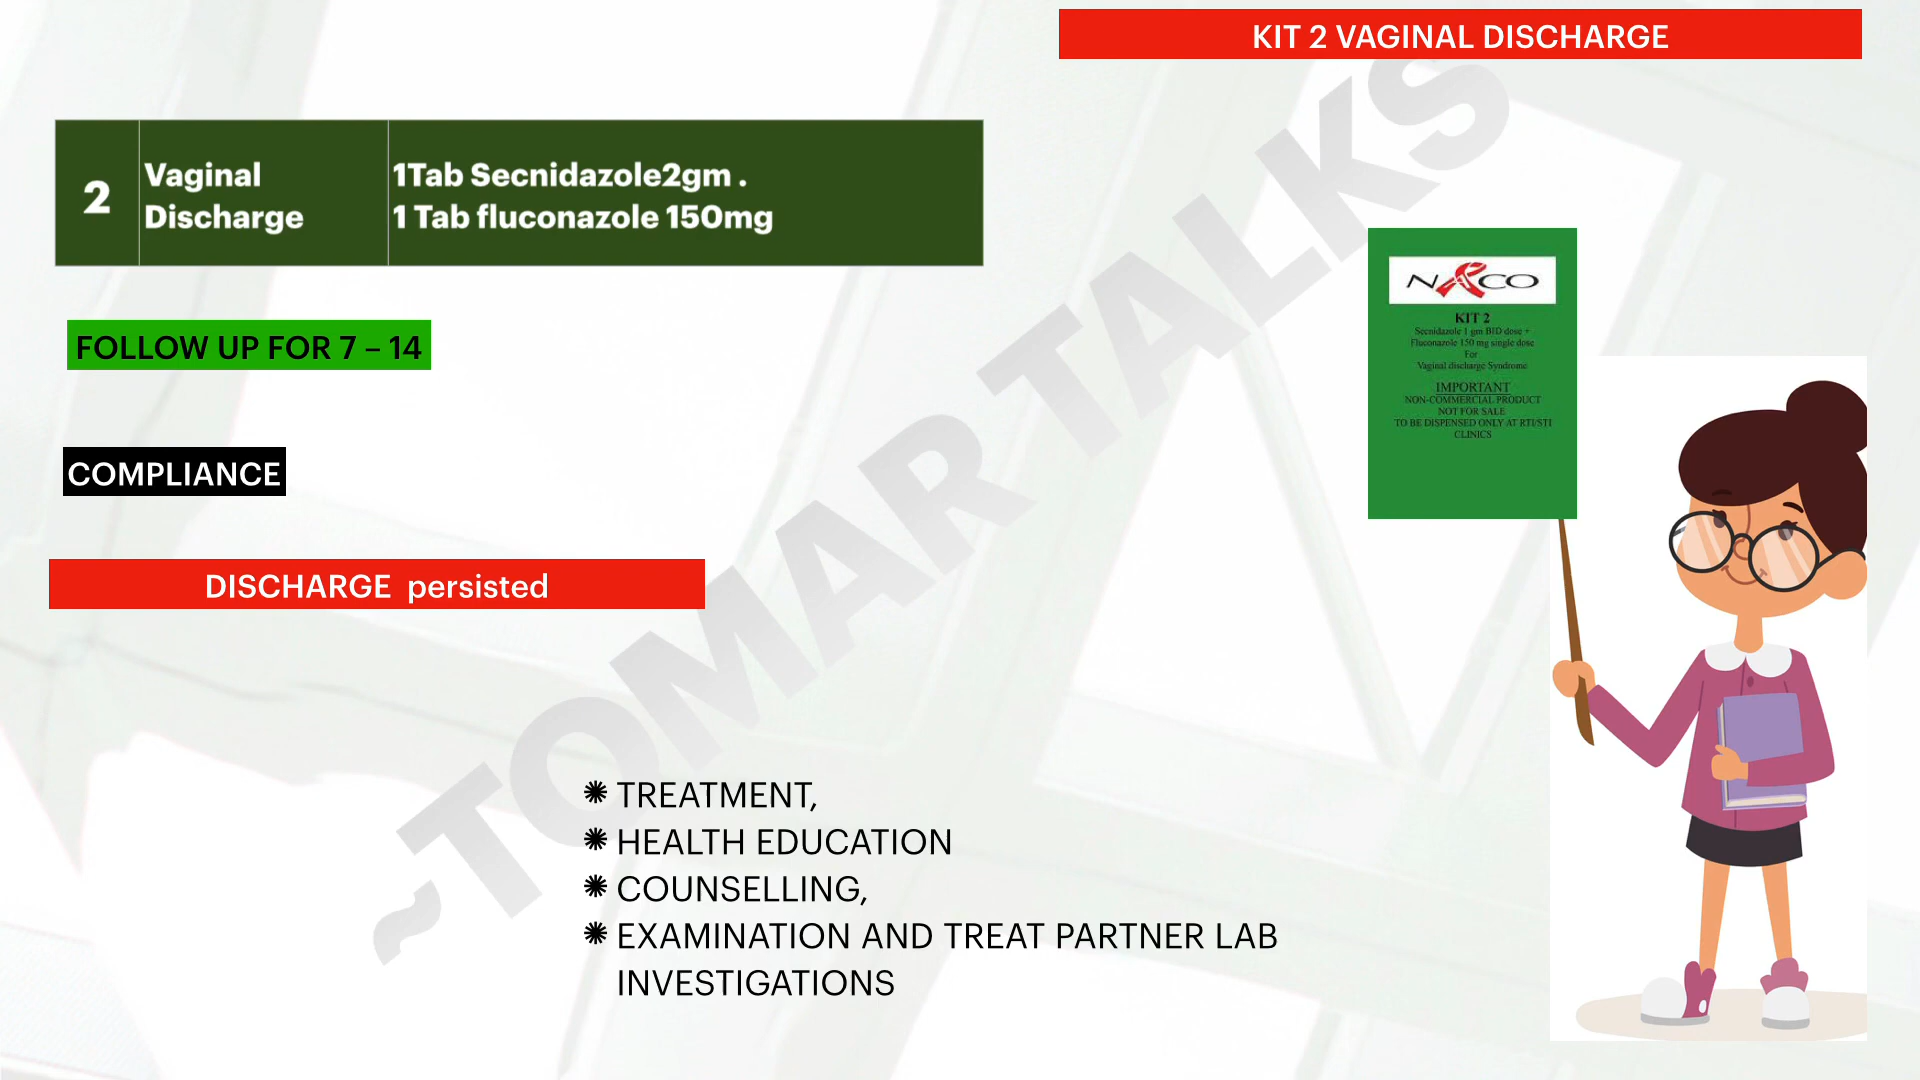 KIT 2 VAGINAL DISCHARGE
2
Vaginal
Discharge
1Tab Secnidazole2gm .
1 Tab fluconazole 150mg
NACO
KIT 2
Secnidazole 1 gm BID dose +
Fluconazole 150 mg single dose
For
Vaginal discharge Syndrome
IMPORTANT
NON-COMMERCIAL PRODUCT
NOT FOR SALE
TO BE DISPENSED ONLY AT RTI/STI
CLINICS
FOLLOW UP FOR 7 – 14
COMPLIANCE
DISCHARGE persisted
~TOMAR TALKS
TREATMENT,
HEALTH EDUCATION
COUNSELLING,
EXAMINATION AND TREAT PARTNER LAB
INVESTIGATIONS